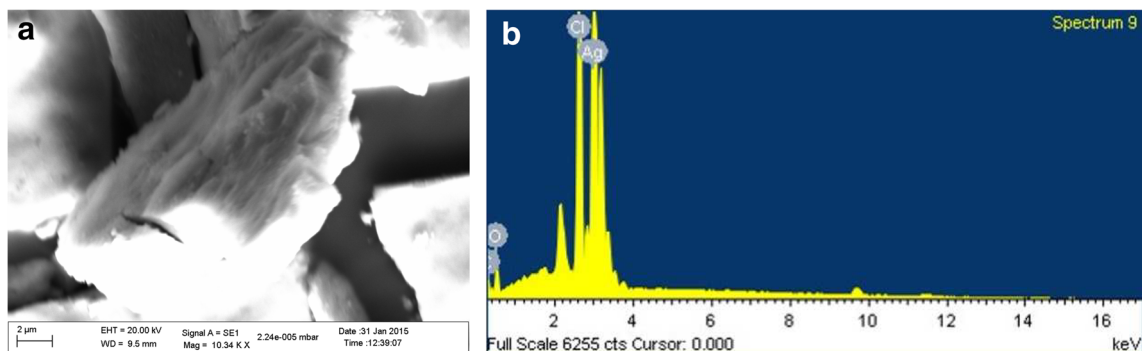 a
2 µm
EHT = 20.00 kV
WD = 9.5 mm
Signal A = SE1
Mag = 10.34 K X
2.24e-005 mbar
Date :31 Jan 2015
Time :12:39:07
b
Spectrum 9
Cl
Ag
O
2 4 6 8 10 12 14 16
Full Scale 6255 cts Cursor: 0.000 keV